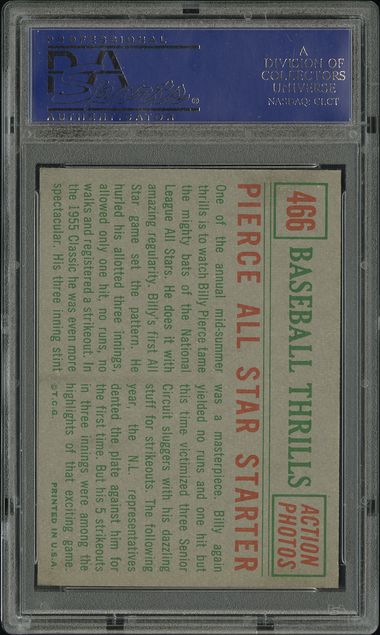 PROFESSIONAL
PSA
Sports®
AUTHENTICATOR
A
DIVISION OF
COLLECTORS
UNIVERSE
NASDAQ: CLCT
466 BASEBALL THRILLS ACTION PHOTOS
PIERCE ALL STAR STARTER
One of the annual mid-summer
thrills is to watch Billy Pierce tame
the mighty bats of the National
League All Stars. He does it with
amazing regularity. Billy's first All
Star game set the pattern. He
hurled his allotted three innings,
allowed only one hit, no runs, no
walks and registered a strikeout. In
the 1955 Classic he was even more
spectacular. His three inning stint
was a masterpiece. Billy again
yielded no runs and one hit but
this time victimized three Senior
Circuit sluggers with his dazzling
stuff for strikeouts. The following
year, the N.L. representatives
dented the plate against him for
the first time. But his 5 strikeouts
in three innings were among the
highlights of that exciting game.
© T.C.G. PRINTED IN U.S.A.